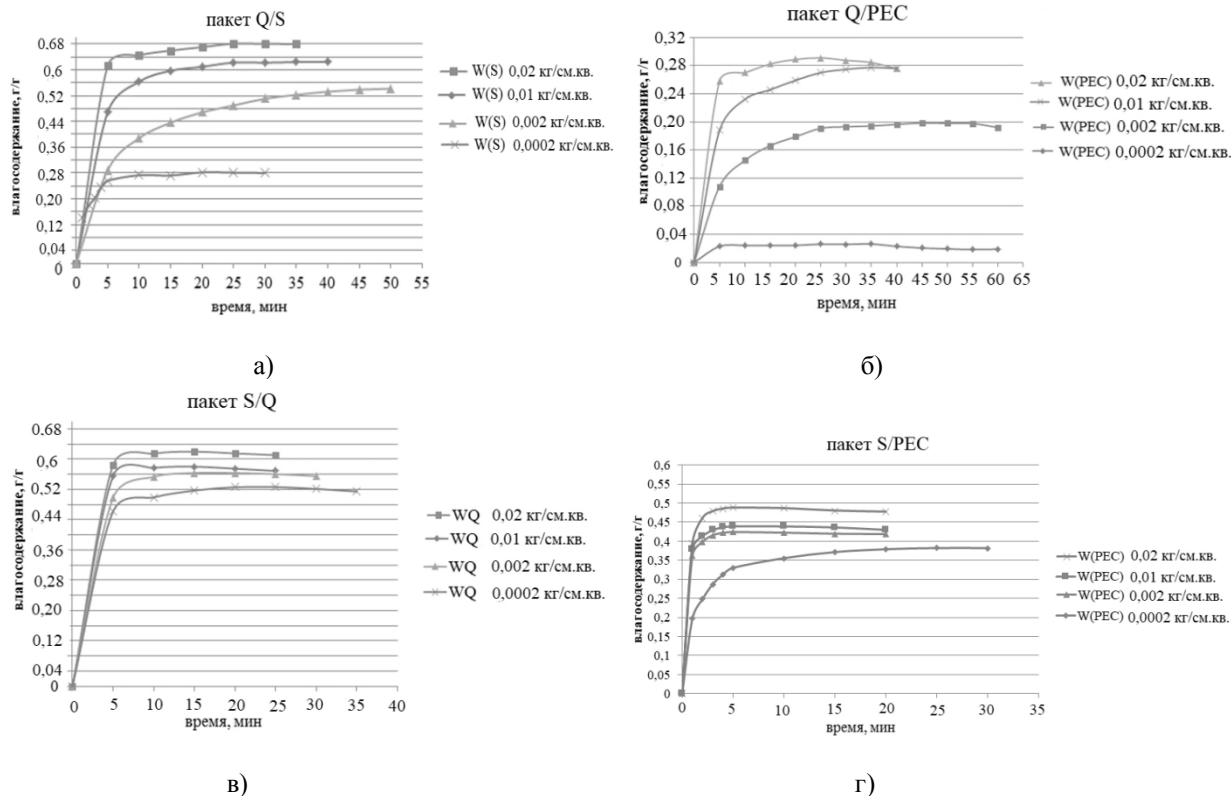 пакет Q/S
0,68
0,6
0,52
0,44
0,36
0,28
0,20
0,12
0,04
0
влагосодержание, г/г
0 5 10 15 20 25 30 35 40 45 50 55
время, мин
W(S) 0,02 кг/см.кв.
W(S) 0,01 кг/см.кв.
W(S) 0,002 кг/см.кв.
W(S) 0,0002 кг/см.кв.
а)
пакет Q/PEC
0,32
0,28
0,24
0,20
0,16
0,12
0,08
0,04
0
влагосодержание, г/г
0 5 10 15 20 25 30 35 40 45 50 55 60 65
время, мин
W(PEC) 0,02 кг/см.кв.
W(PEC) 0,01 кг/см.кв.
W(PEC) 0,002 кг/см.кв.
W(PEC) 0,0002 кг/см.кв.
б)
пакет S/Q
0,68
0,6
0,52
0,44
0,36
0,28
0,20
0,12
0,04
0
влагосодержание, г/г
0 5 10 15 20 25 30 35 40
время, мин
WQ 0,02 кг/см.кв.
WQ 0,01 кг/см.кв.
WQ 0,002 кг/см.кв.
WQ 0,0002 кг/см.кв.
в)
пакет S/PEC
0,6
0,5
0,45
0,4
0,35
0,3
0,25
0,2
0,15
0,1
0,05
0
влагосодержание, г/г
0 5 10 15 20 25 30 35
время, мин
W(PEC) 0,02 кг/см.кв.
W(PEC) 0,01 кг/см.кв.
W(PEC) 0,002 кг/см.кв.
W(PEC) 0,0002 кг/см.кв.
г)